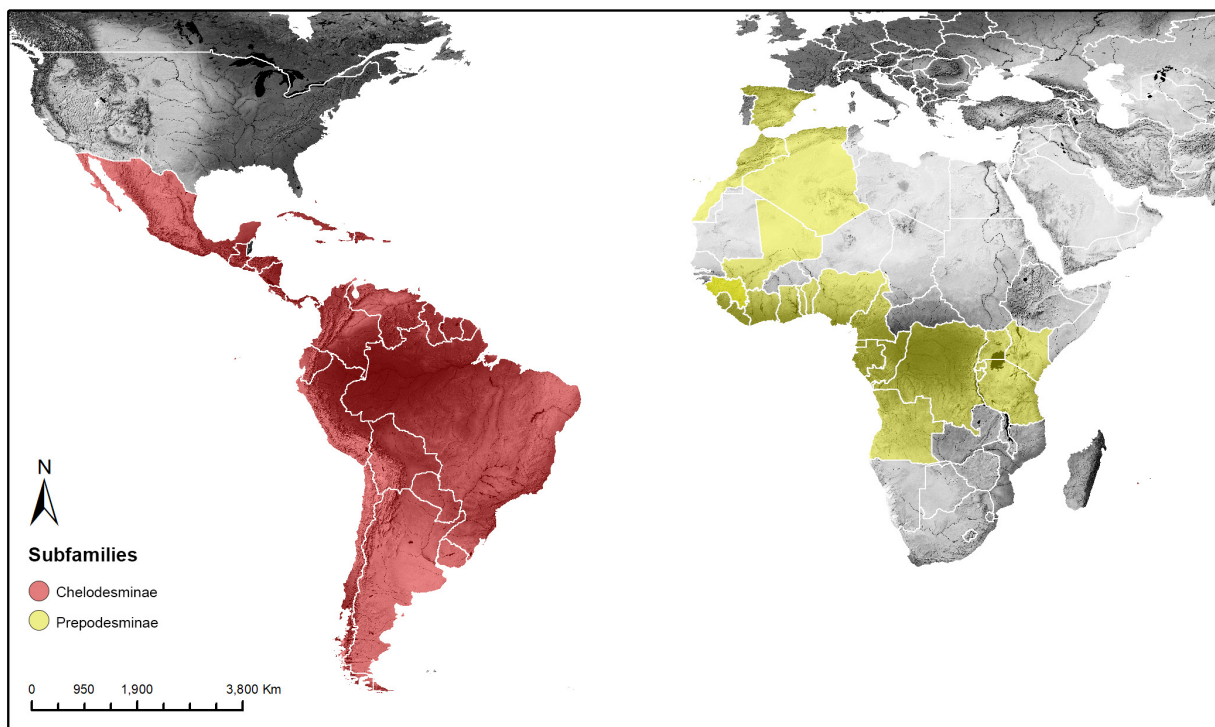 N
Subfamilies
Chelodesminae
Prepodesminae
0 950 1,900 3,800 Km